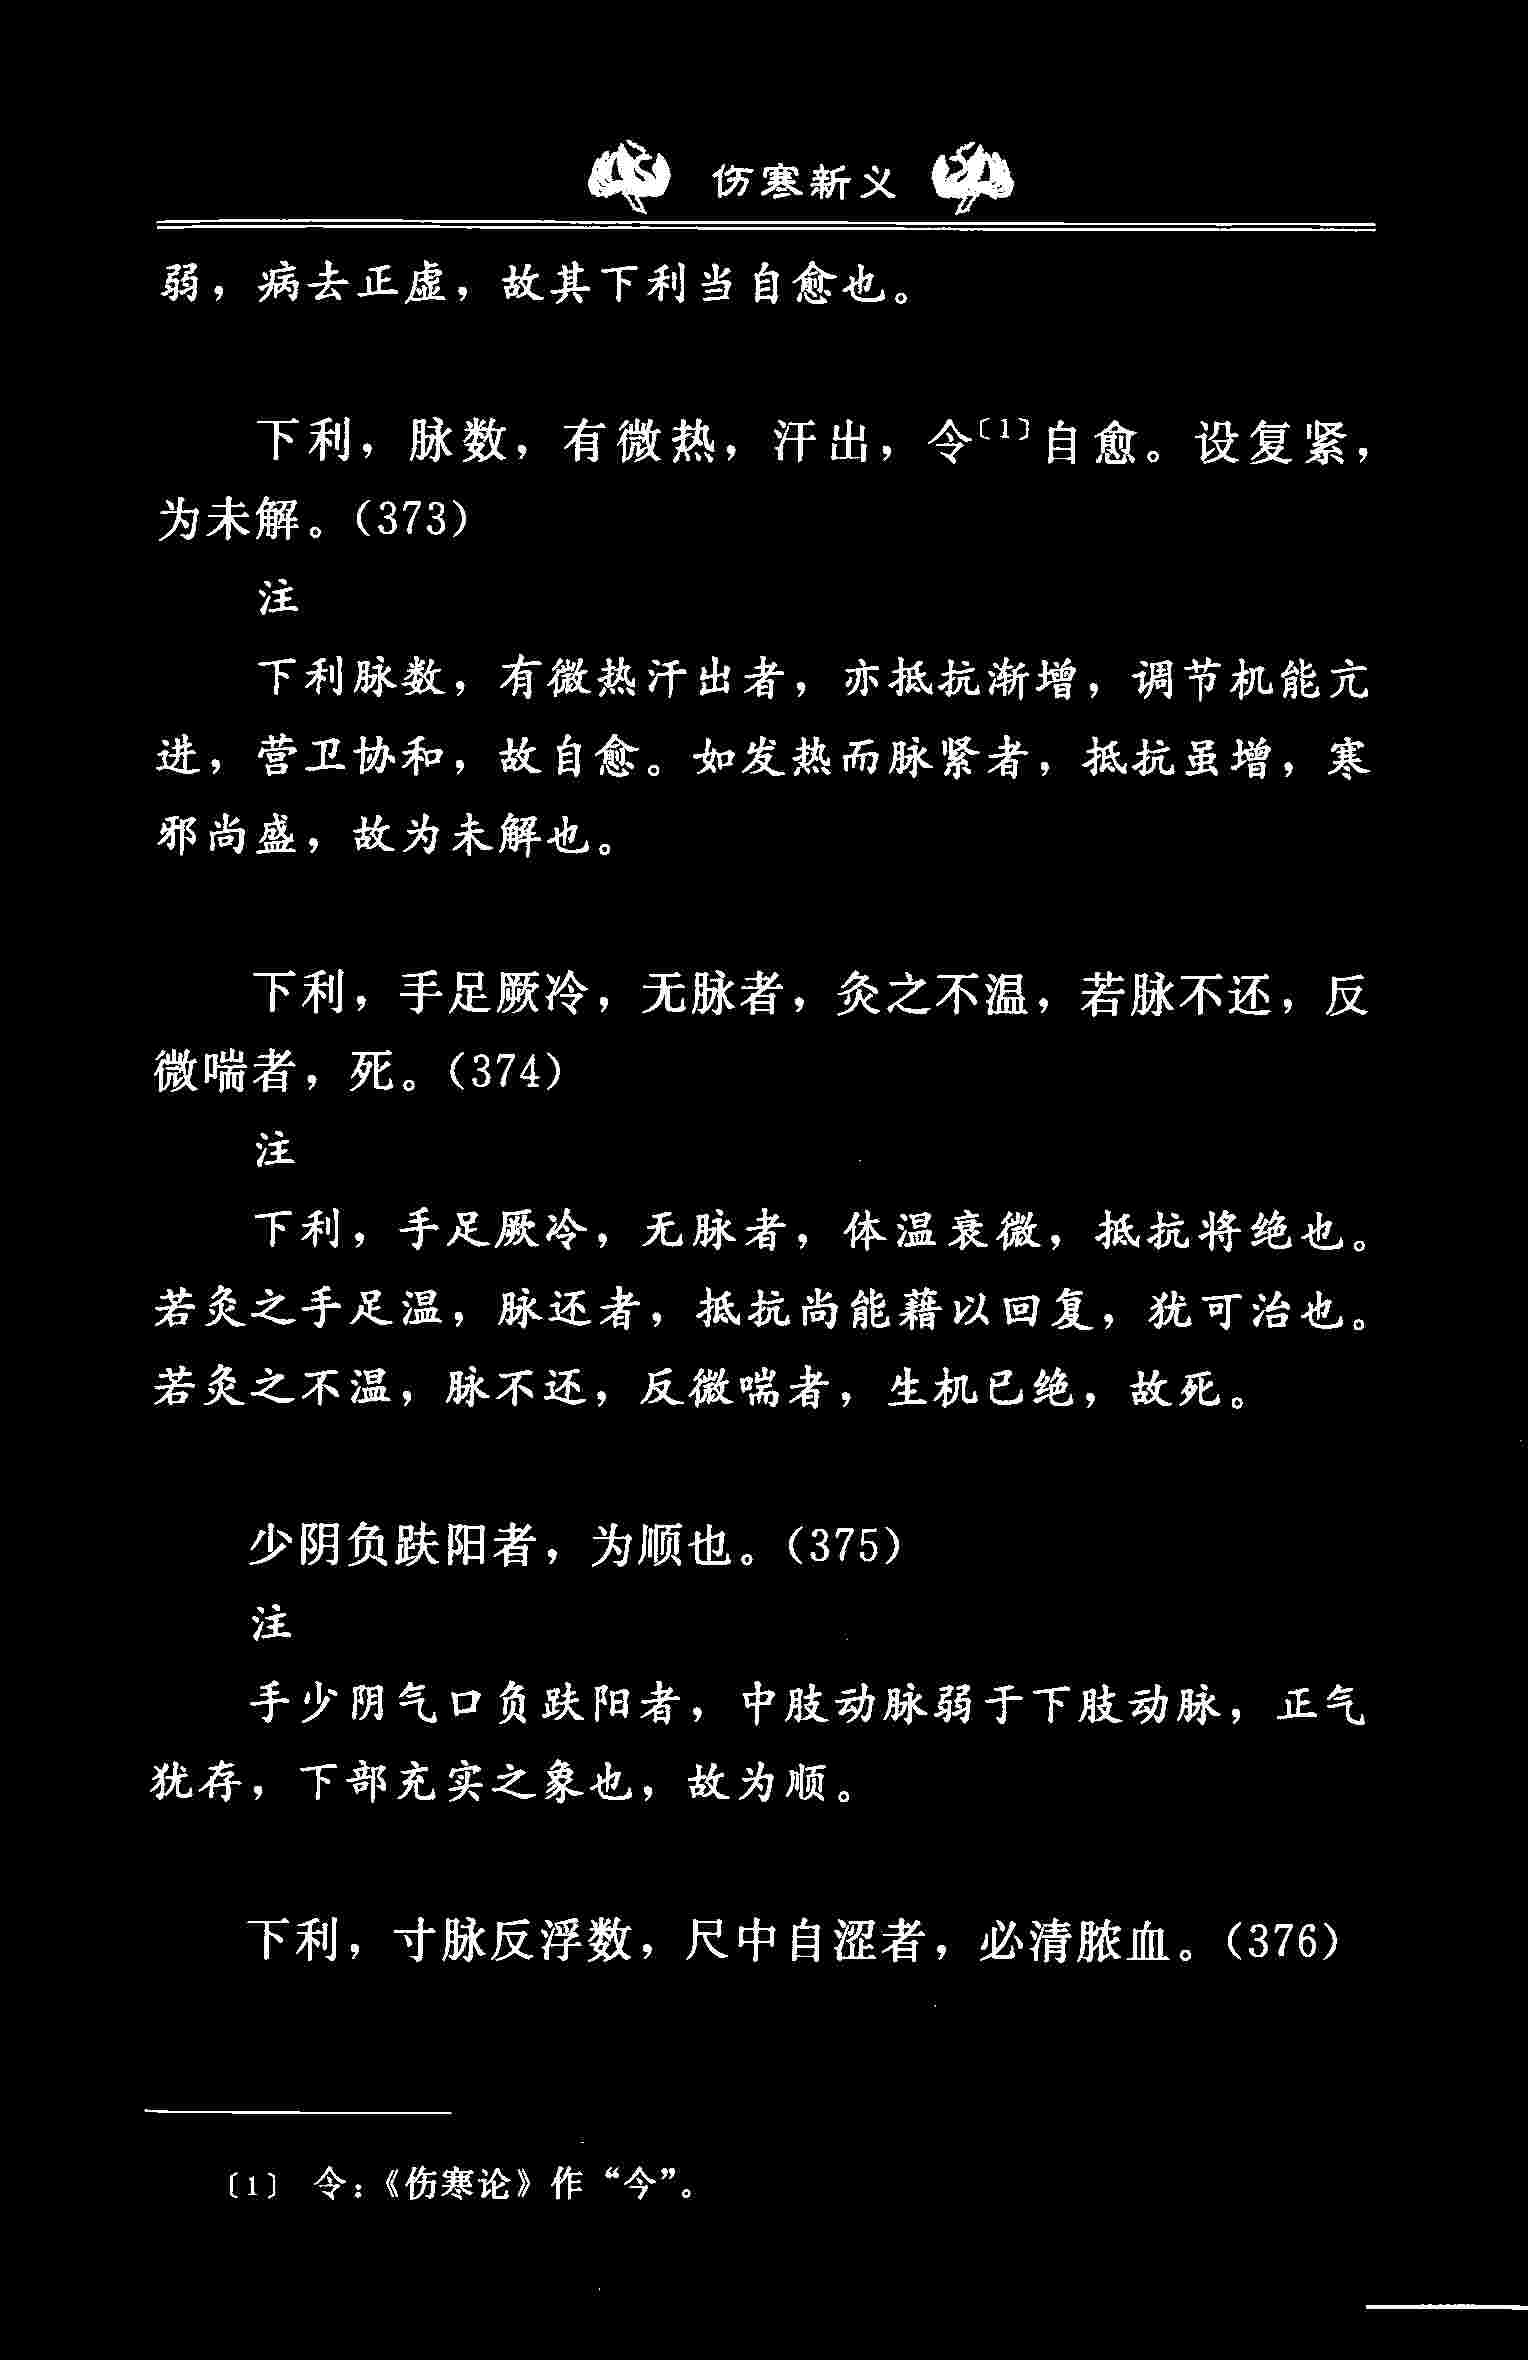 伤寒新义
弱，病去正虚，故其下利当自愈也。
下利，脉数，有微热，汗出，令〔1〕自愈。设复紧，
为未解。（373）
注
下利脉数，有微热汗出者，亦抵抗渐增，调节机能亢
进，营卫协和，故自愈。如发热而脉紧者，抵抗虽增，寒
邪尚盛，故为未解也。
下利，手足厥冷，无脉者，灸之不温，若脉不还，反
微喘者，死。（374）
注
下利，手足厥冷，无脉者，体温衰微，抵抗将绝也。
若灸之手足温，脉还者，抵抗尚能藉以回复，犹可治也。
若灸之不温，脉不还，反微喘者，生机已绝，故死。
少阴负趺阳者，为顺也。（375）
注
手少阴气口负趺阳者，中肢动脉弱于下肢动脉，正气
犹存，下部充实之象也，故为顺。
下利，寸脉反浮数，尺中自涩者，必清脓血。（376）
〔1〕 令：《伤寒论》作“今”。